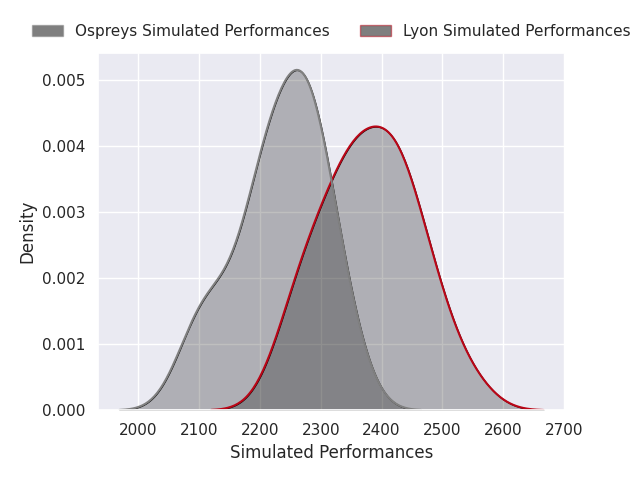 Ospreys Simulated Performances Lyon Simulated Performances
0.005
0.004
0.003
0.002
0.001
0.000
Density
2000 2100 2200 2300 2400 2500 2600 2700
Simulated Performances